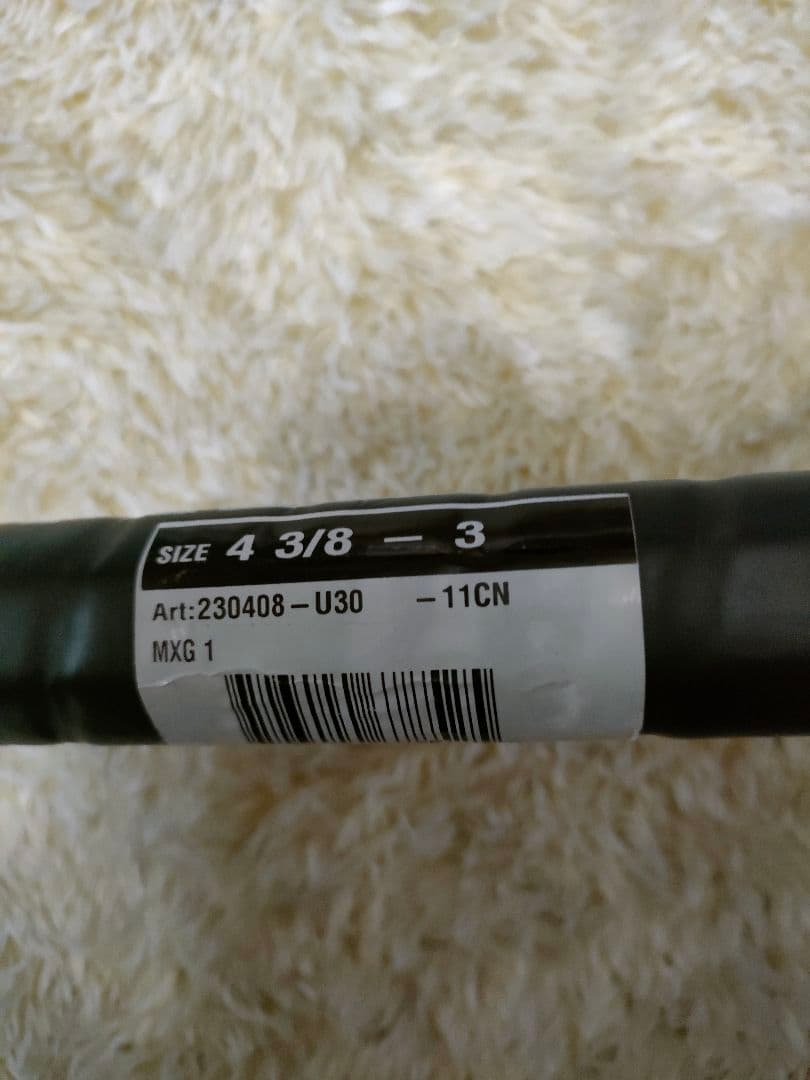 SIZE 4 3/8 – 3
Art:230408–U30 –11CN
MXG 1